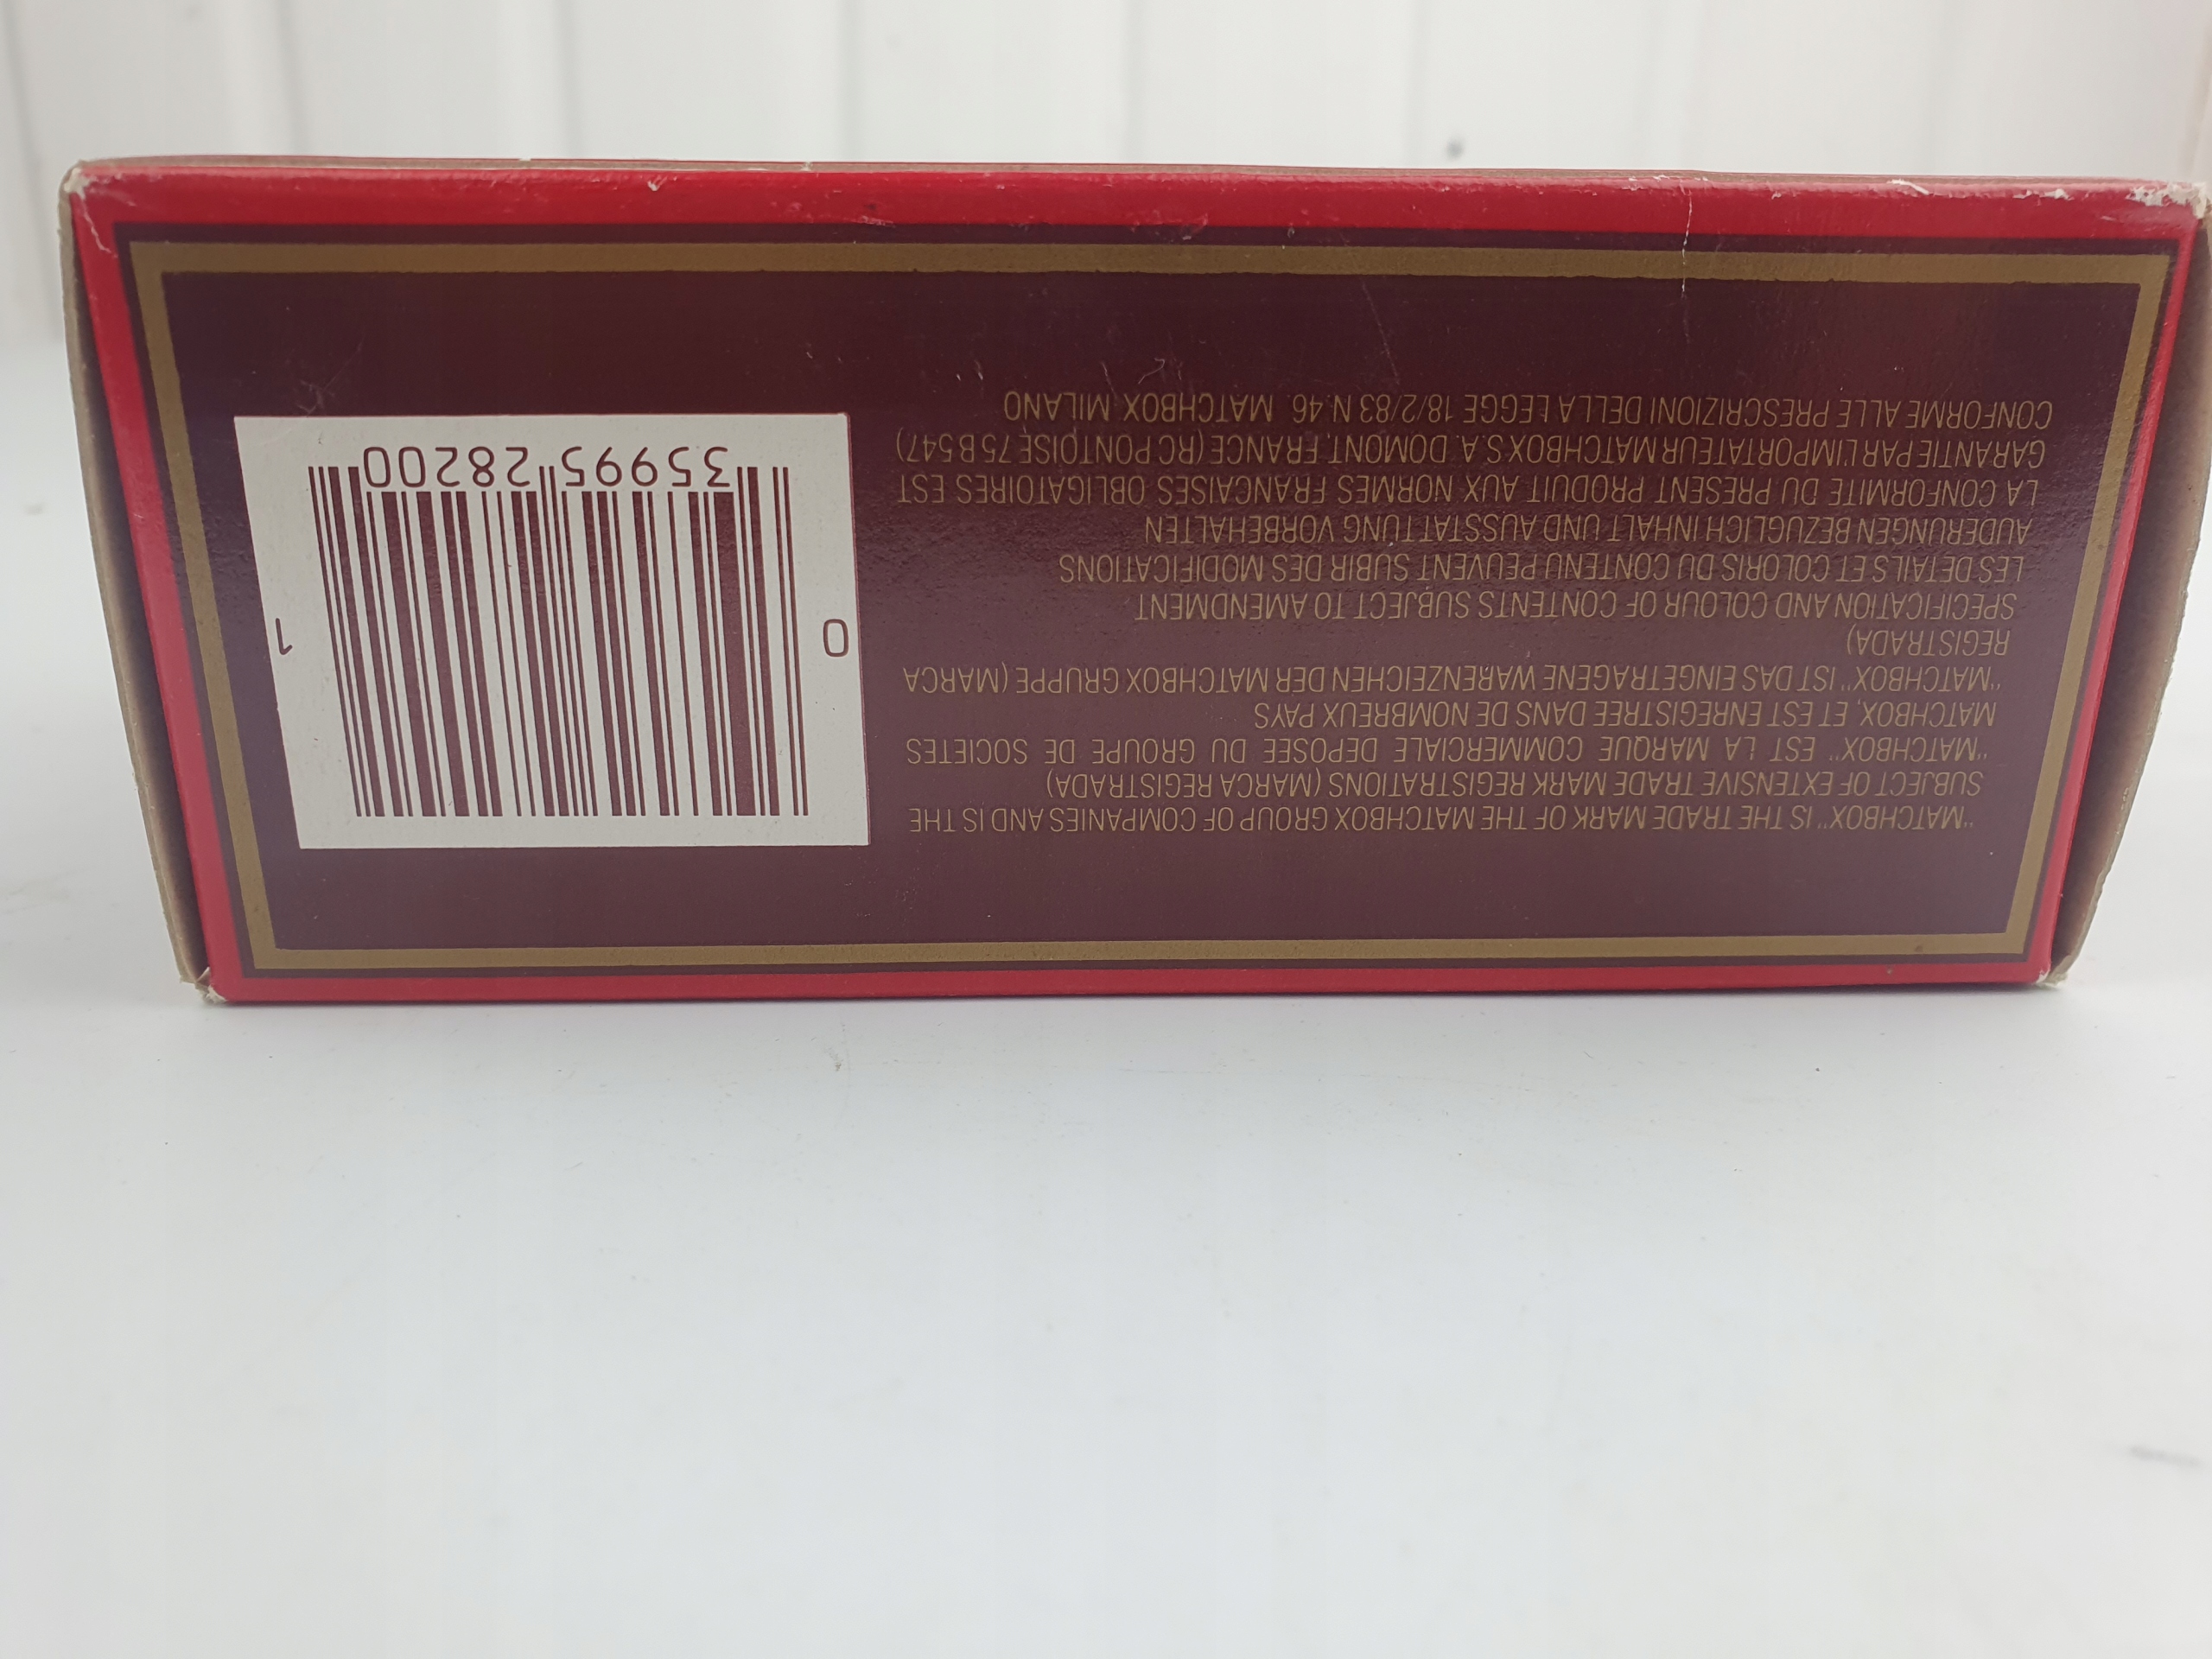 "MATCHBOX" IS THE TRADE MARK OF THE MATCHBOX GROUP OF COMPANIES AND IS THE
SUBJECT OF EXTENSIVE TRADE MARK REGISTRATIONS (MARCA REGISTRADA)
"MATCHBOX" EST LA MARQUE COMMERCIALE DEPOSEE DU GROUPE DE SOCIETES
MATCHBOX, ET EST ENREGISTREE DANS DE NOMBREUX PAYS
"MATCHBOX" IST DAS EINGETRAGENE WARENZEICHEN DER MATCHBOX GRUPPE (MARCA
REGISTRADA)
SPECIFICATION AND COLOUR OF CONTENTS SUBJECT TO AMENDMENT
LES DETAILS ET COLORIS DU CONTENU PEUVENT SUBIR DES MODIFICATIONS
AUDERUNGEN BEZUGLICH INHALT UND AUSSTATTUNG VORBEHALTEN
LA CONFORMITE DU PRESENT PRODUIT AUX NORMES FRANCAISES OBLIGATOIRES EST
GARANTIE PAR L'IMPORTATEUR MATCHBOX S.A. DOMONT, FRANCE (RC PONTOISE 75 B 547)
CONFORME ALLE PRESCRIZIONI DELLA LEGGE 18/2/83 N.46. MATCHBOX MILANO
0 35995 28200 1